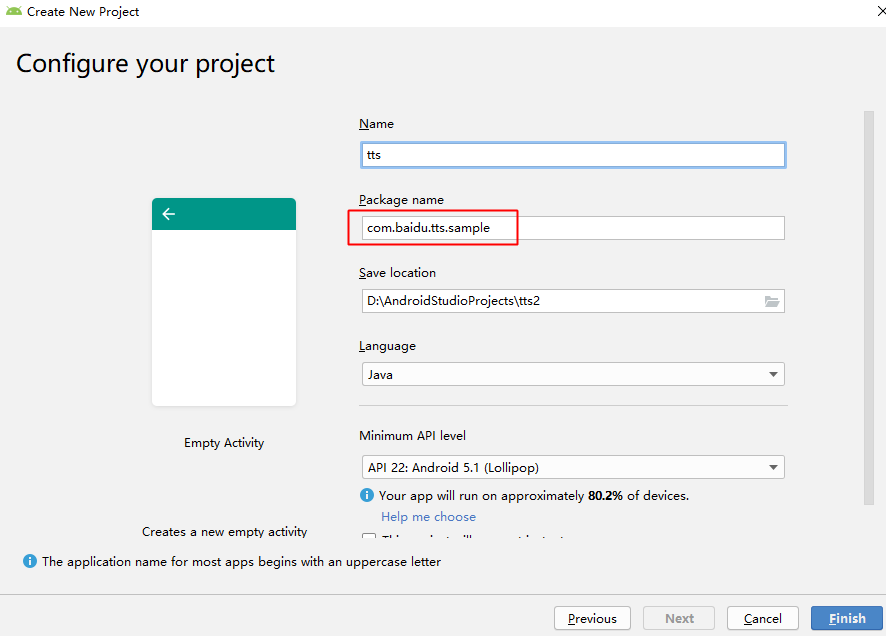 Create New Project
Configure your project
Name
tts
Package name
com.baidu.tts.sample
Save location
D:\AndroidStudioProjects\tts2
Language
Java
Empty Activity
Minimum API level
API 22: Android 5.1 (Lollipop)
Your app will run on approximately 80.2% of devices.
Help me choose
Creates a new empty activity
The application name for most apps begins with an uppercase letter
Previous
Next
Cancel
Finish